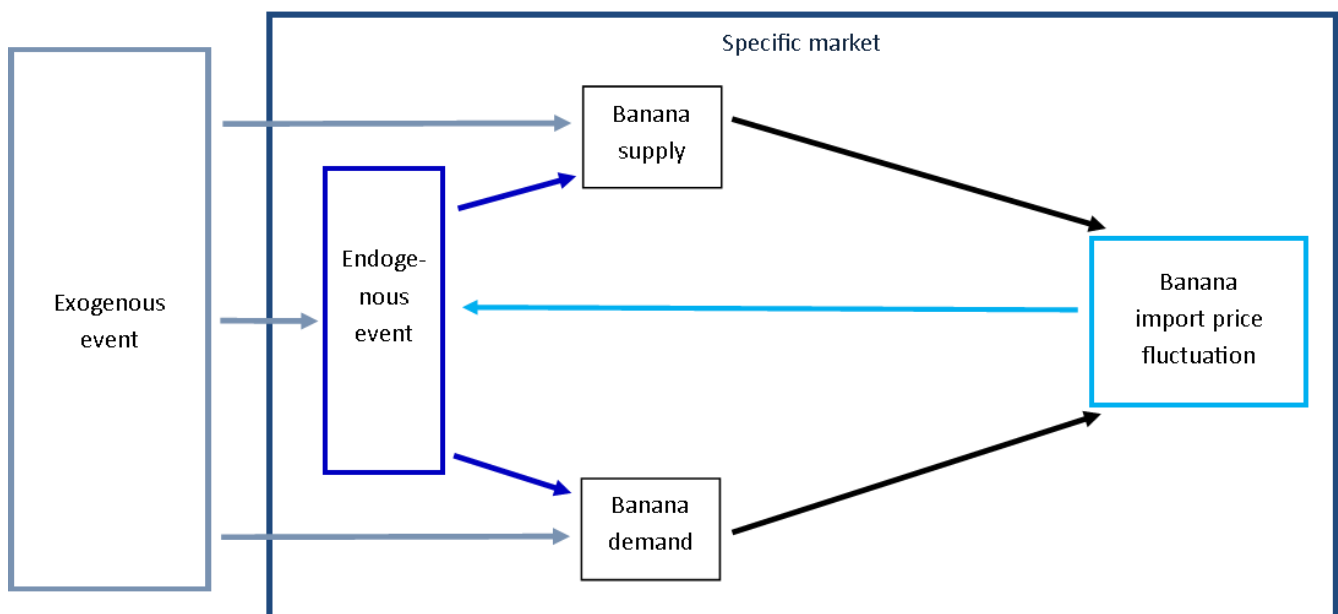 Specific market
Exogenous
event
Endoge-
nous
event
Banana
supply
Banana
demand
Banana
import price
fluctuation